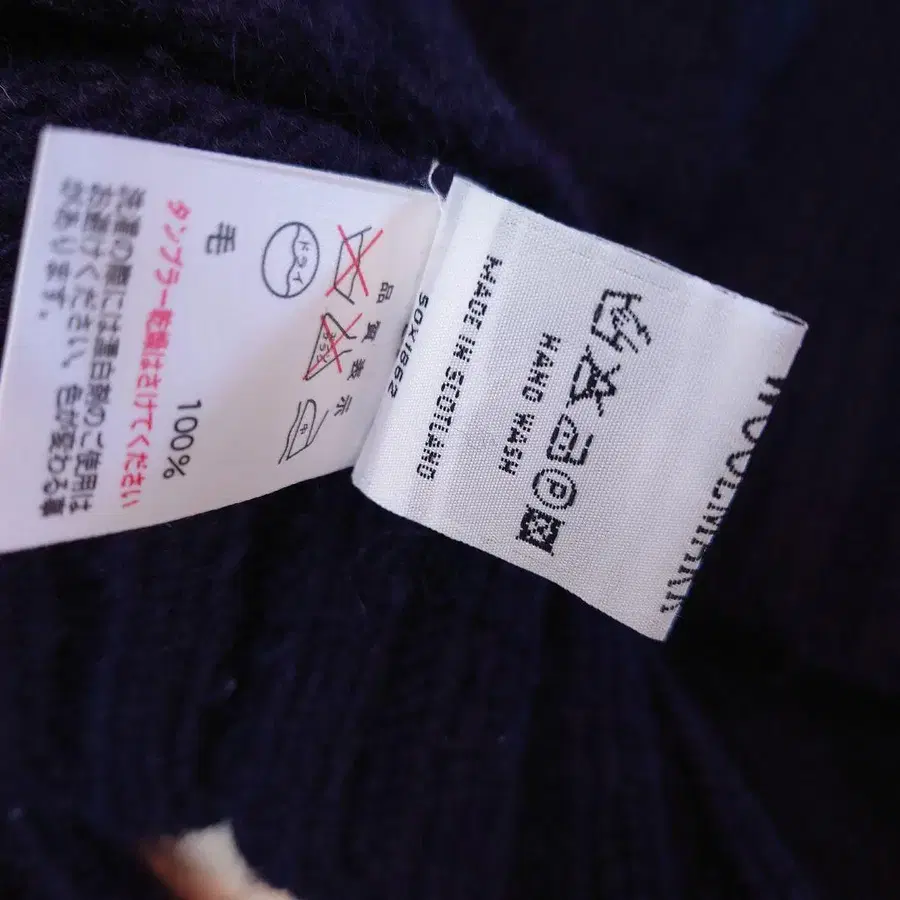 WOOLMARK
P
HAND WASH
MADE IN SCOTLAND
品質表示
ドライ
中
毛 100%
タンブラー乾燥はさけてください
洗濯の際には漂白剤のご使用は
お避けください。色が変わる事
があります。